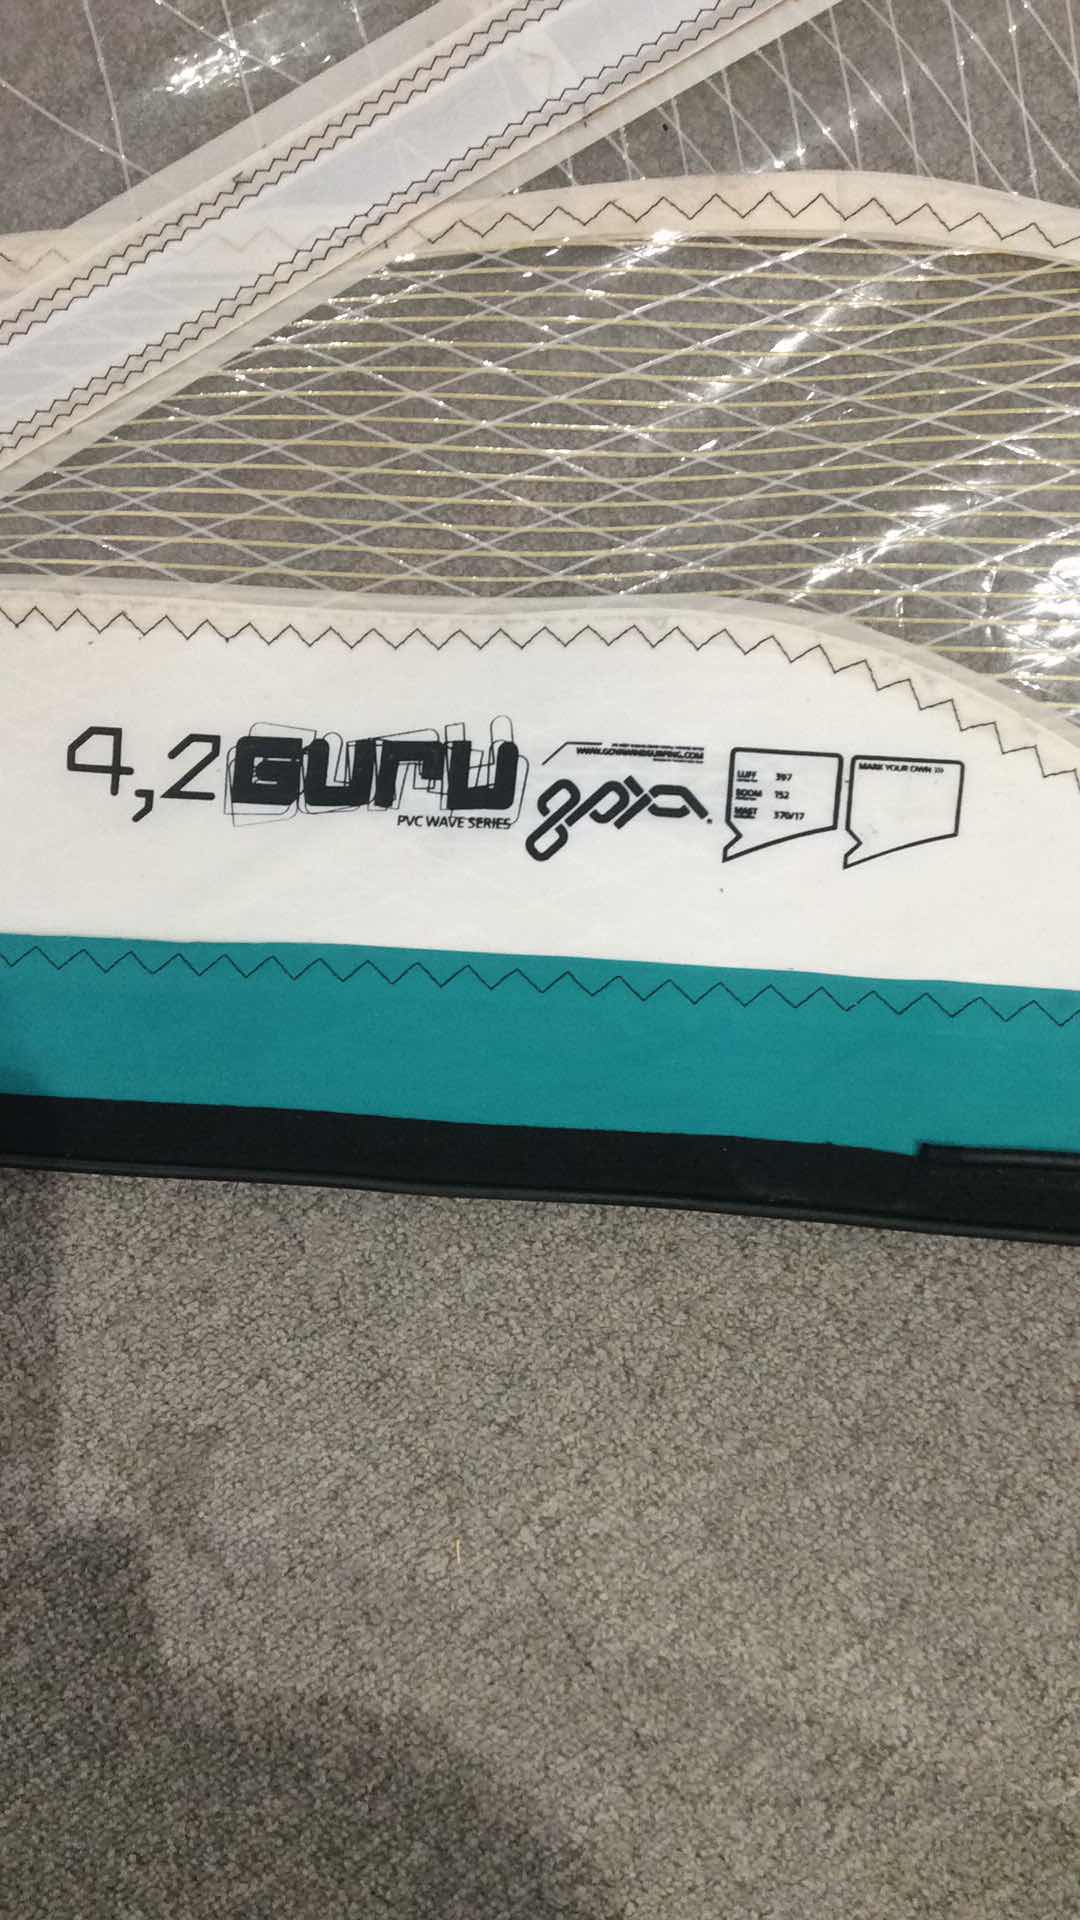 4,2 GURU
PVC WAVE SERIES
WWW.GOYAWINDSURFING.COM
goya
LUFF 397
BOOM 152
MAST 370/17
MARK YOUR OWN >>>